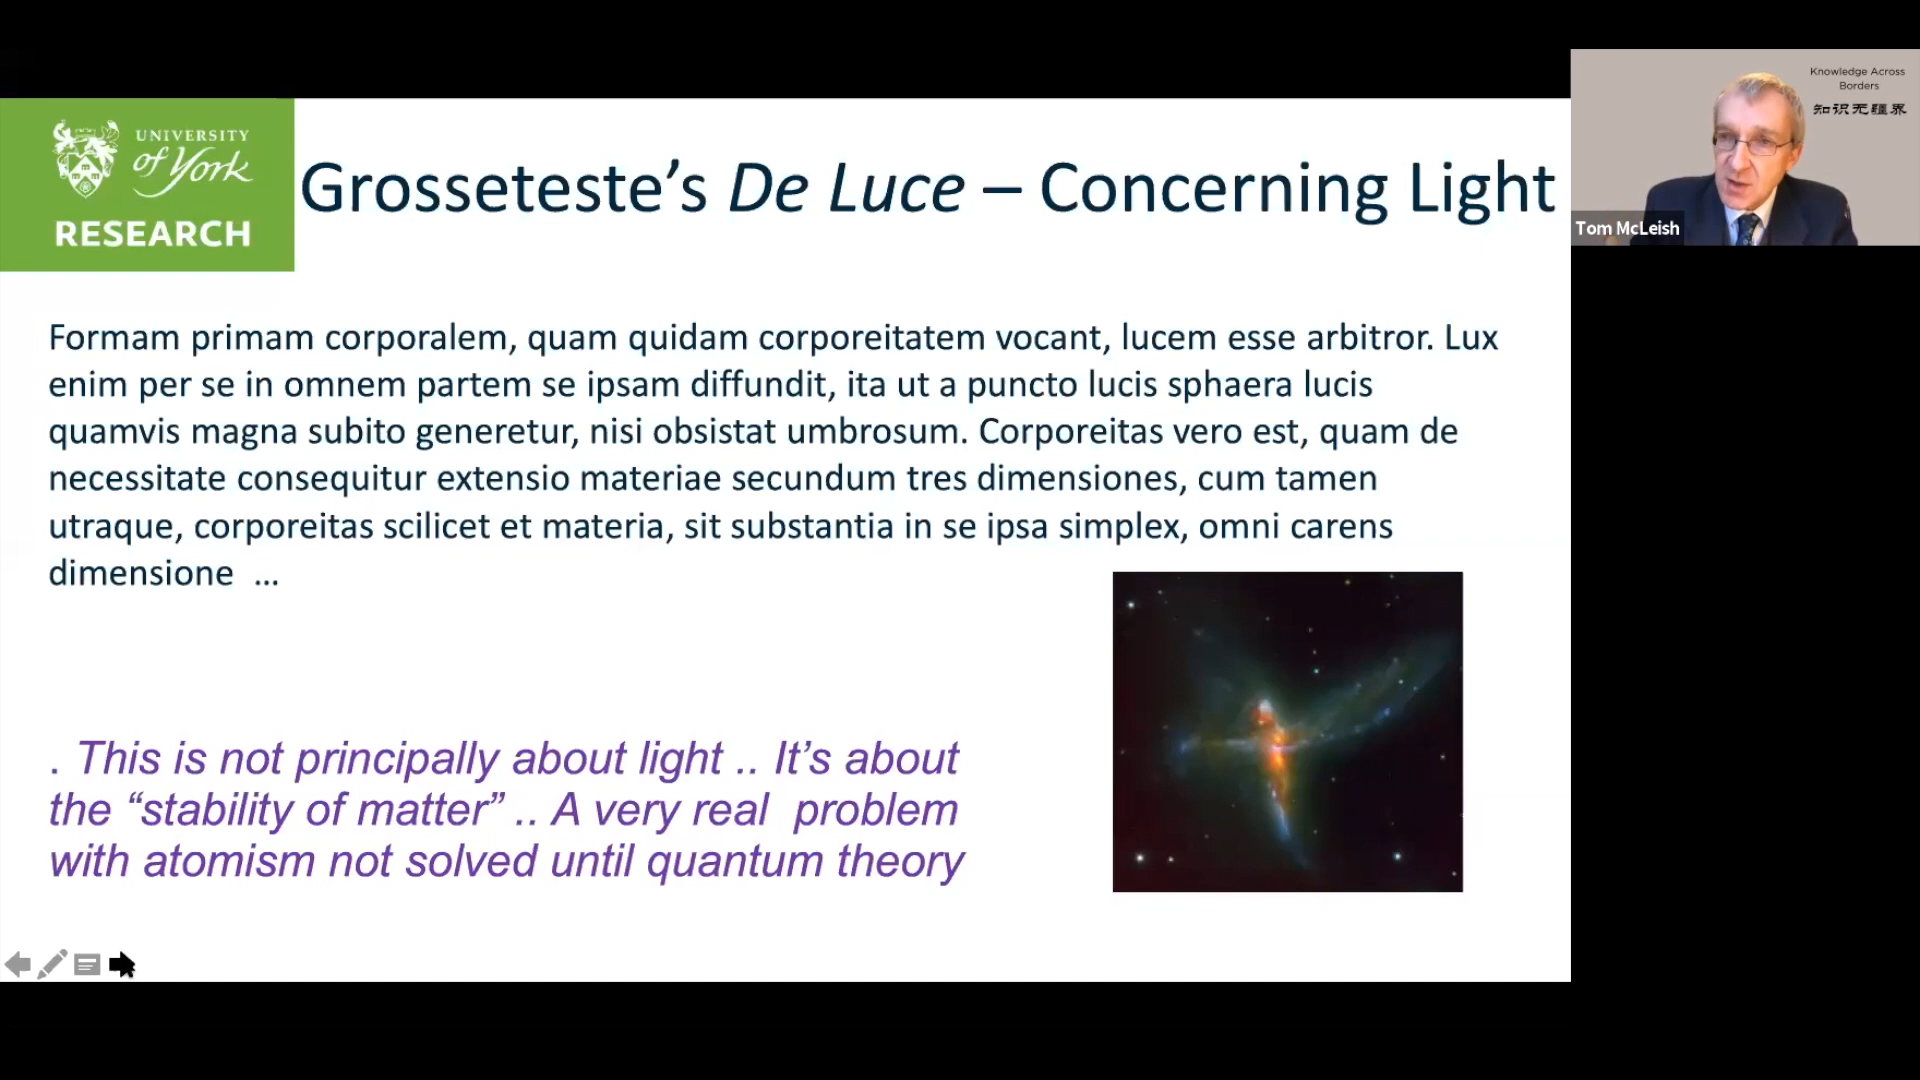 UNIVERSITY
of York
RESEARCH
Grosseteste’s De Luce – Concerning Light
Formam primam corporalem, quam quidam corporeitatem vocant, lucem esse arbitror. Lux
enim per se in omnem partem se ipsam diffundit, ita ut a puncto lucis sphaera lucis
quamvis magna subito generetur, nisi obsistat umbrosum. Corporeitas vero est, quam de
necessitate consequitur extensio materiae secundum tres dimensiones, cum tamen
utraque, corporeitas scilicet et materia, sit substantia in se ipsa simplex, omni carens
dimensione  ...
. This is not principally about light .. It’s about
the “stability of matter” .. A very real  problem
with atomism not solved until quantum theory
Knowledge Across
Borders
知识无疆界
Tom McLeish